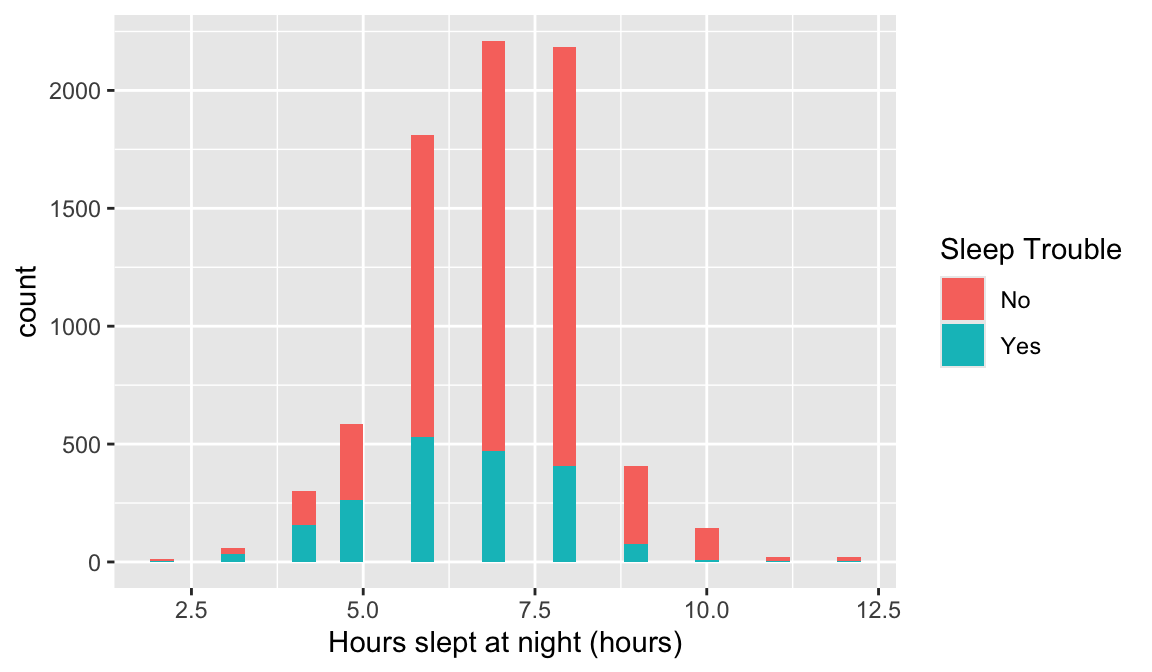 2000
1500
1000
500
0
count
2.5 5.0 7.5 10.0 12.5
Hours slept at night (hours)
Sleep Trouble
No
Yes